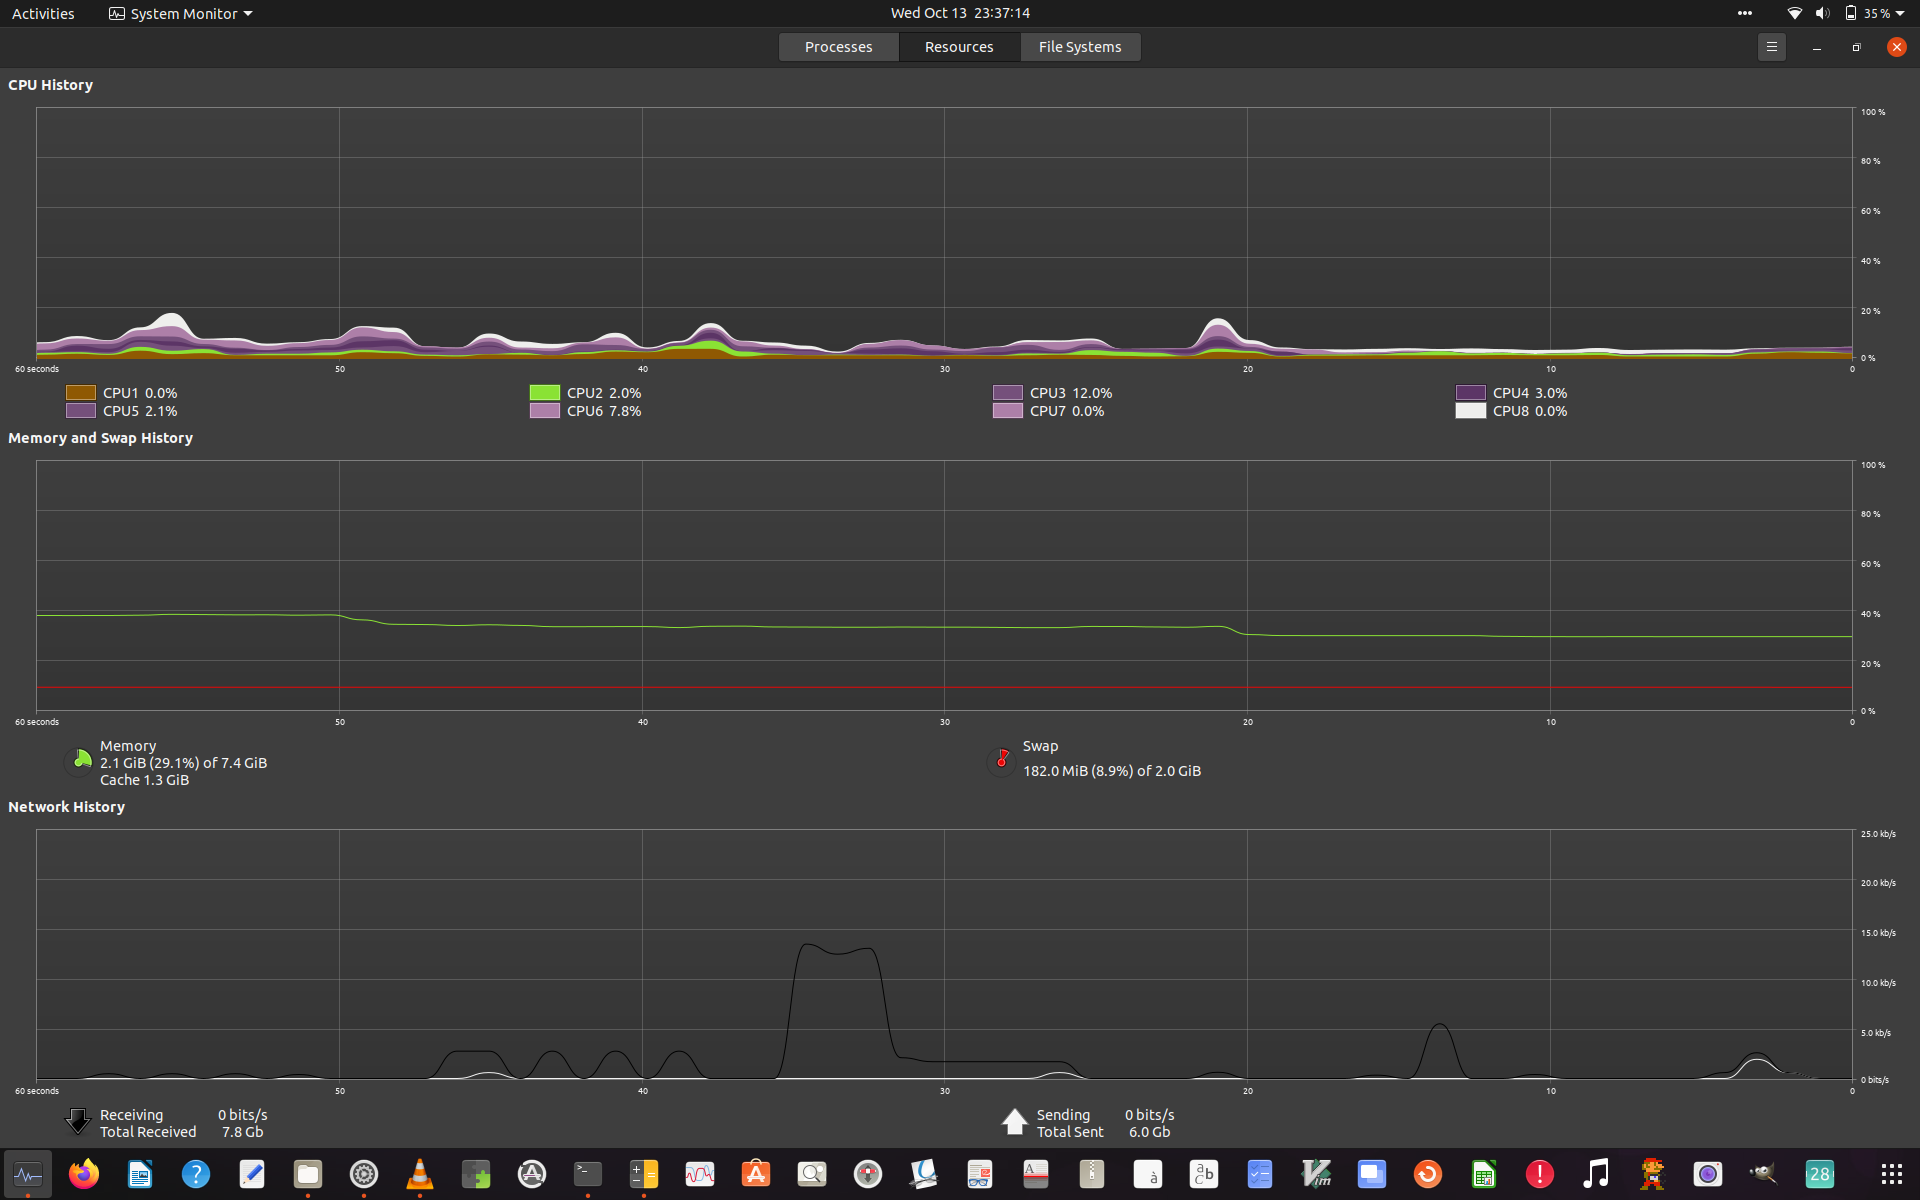 Activities System Monitor Wed Oct 13 23:37:14 35 %
Processes Resources File Systems
CPU History
100 %
80 %
60 %
40 %
20 %
0 %
60 seconds 50 40 30 20 10 0
CPU1 0.0% CPU2 2.0% CPU3 12.0% CPU4 3.0%
CPU5 2.1% CPU6 7.8% CPU7 0.0% CPU8 0.0%
Memory and Swap History
100 %
80 %
60 %
40 %
20 %
0 %
60 seconds 50 40 30 20 10 0
Memory Swap
2.1 GiB (29.1%) of 7.4 GiB 182.0 MiB (8.9%) of 2.0 GiB
Cache 1.3 GiB
Network History
25.0 kb/s
20.0 kb/s
15.0 kb/s
10.0 kb/s
5.0 kb/s
0 bits/s
60 seconds 50 40 30 20 10 0
Receiving 0 bits/s Sending 0 bits/s
Total Received 7.8 Gb Total Sent 6.0 Gb
? >_ A à a b c Vim ! 28